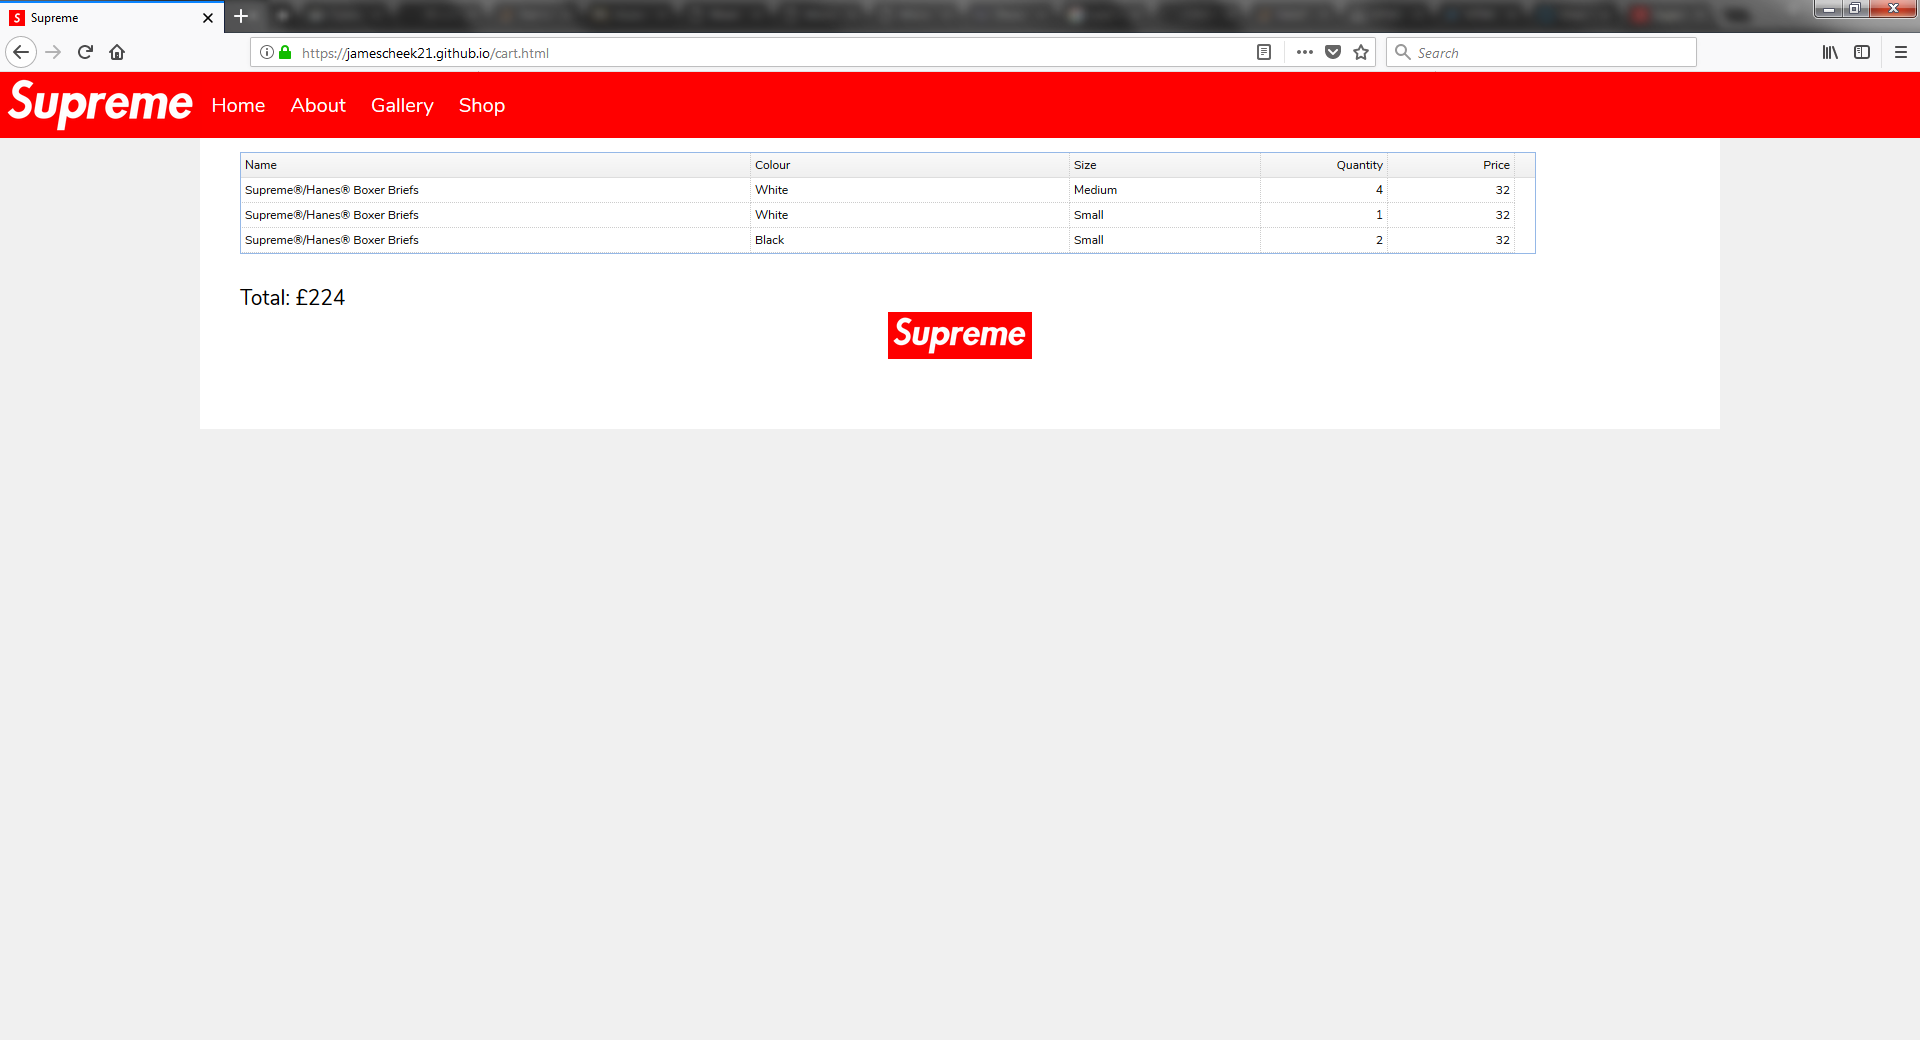 Supreme
https://jamescheek21.github.io/cart.html
Search
Supreme Home About Gallery Shop
Name Colour Size Quantity Price
Supreme®/Hanes® Boxer Briefs White Medium 4 32
Supreme®/Hanes® Boxer Briefs White Small 1 32
Supreme®/Hanes® Boxer Briefs Black Small 2 32
Total: £224
Supreme